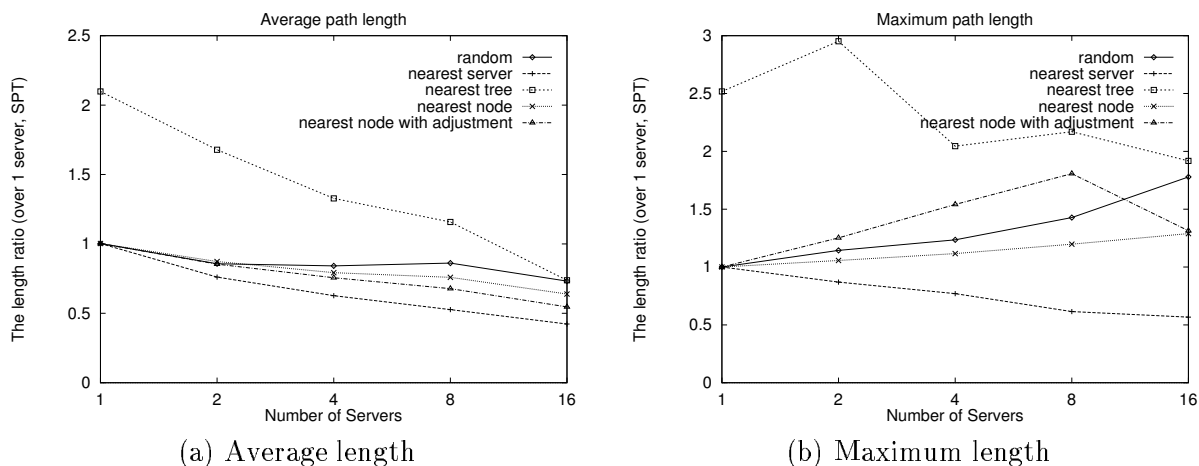 Average path length
2.5
2
1.5
1
0.5
0
The length ratio (over 1 server, SPT)
random
nearest server
nearest tree
nearest node
nearest node with adjustment
1 2 4 8 16
Number of Servers
(a) Average length
Maximum path length
3
2.5
2
1.5
1
0.5
0
The length ratio (over 1 server, SPT)
random
nearest server
nearest tree
nearest node
nearest node with adjustment
1 2 4 8 16
Number of Servers
(b) Maximum length